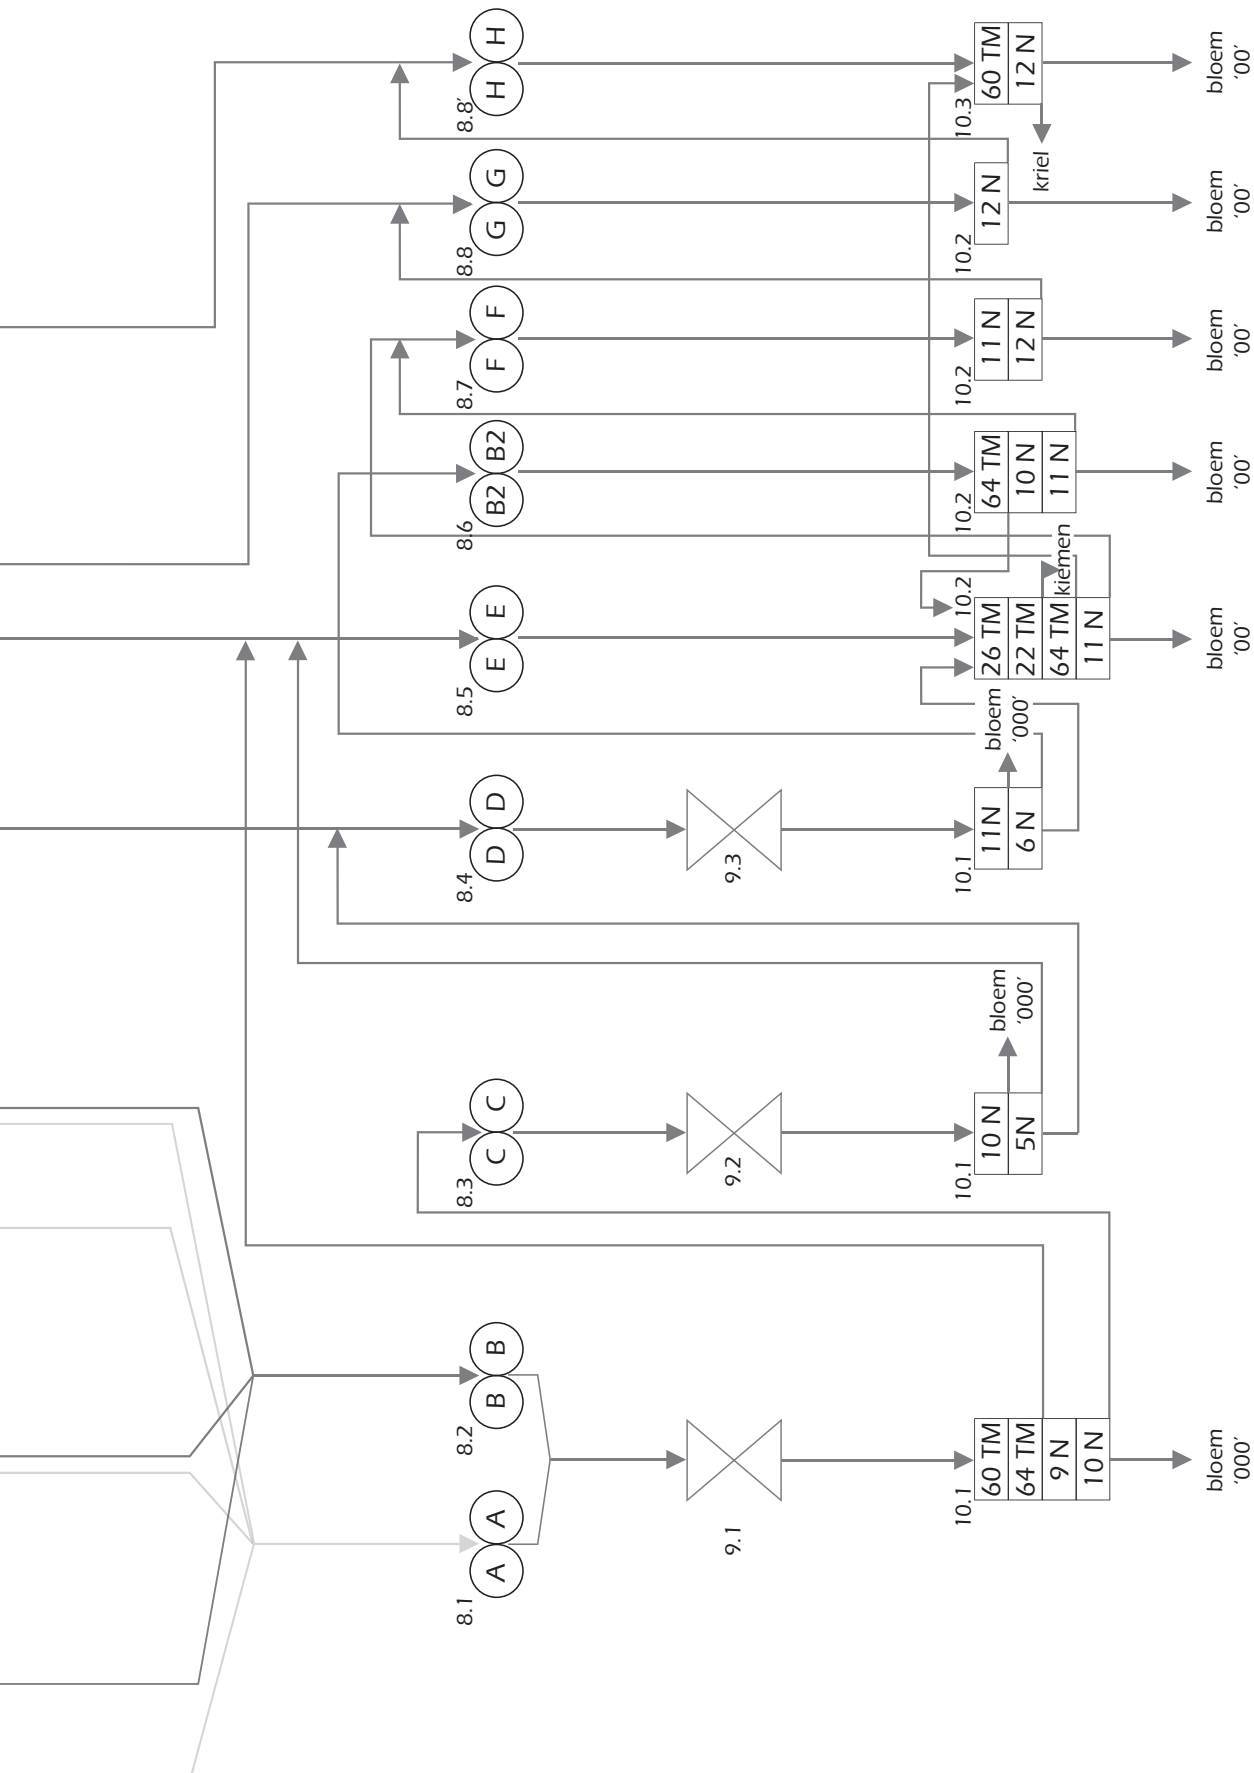 8.1
8.2
8.3
8.4
8.5
8.6
8.7
8.8
8.8'
A A
B B
C C
D D
E E
B2 B2
F F
G G
H H
9.1
9.2
9.3
10.1
60 TM
64 TM
9 N
10 N
bloem
'000'
10.1
10 N
5N
bloem
'000'
10.1
11N
6 N
bloem
'000'
10.2
26 TM
22 TM
64 TM
11 N
kiemen
bloem
'00'
10.2
64 TM
10 N
11 N
bloem
'00'
10.2
11 N
12 N
bloem
'00'
10.2
12 N
bloem
'00'
10.3
60 TM
12 N
kriel
bloem
'00'